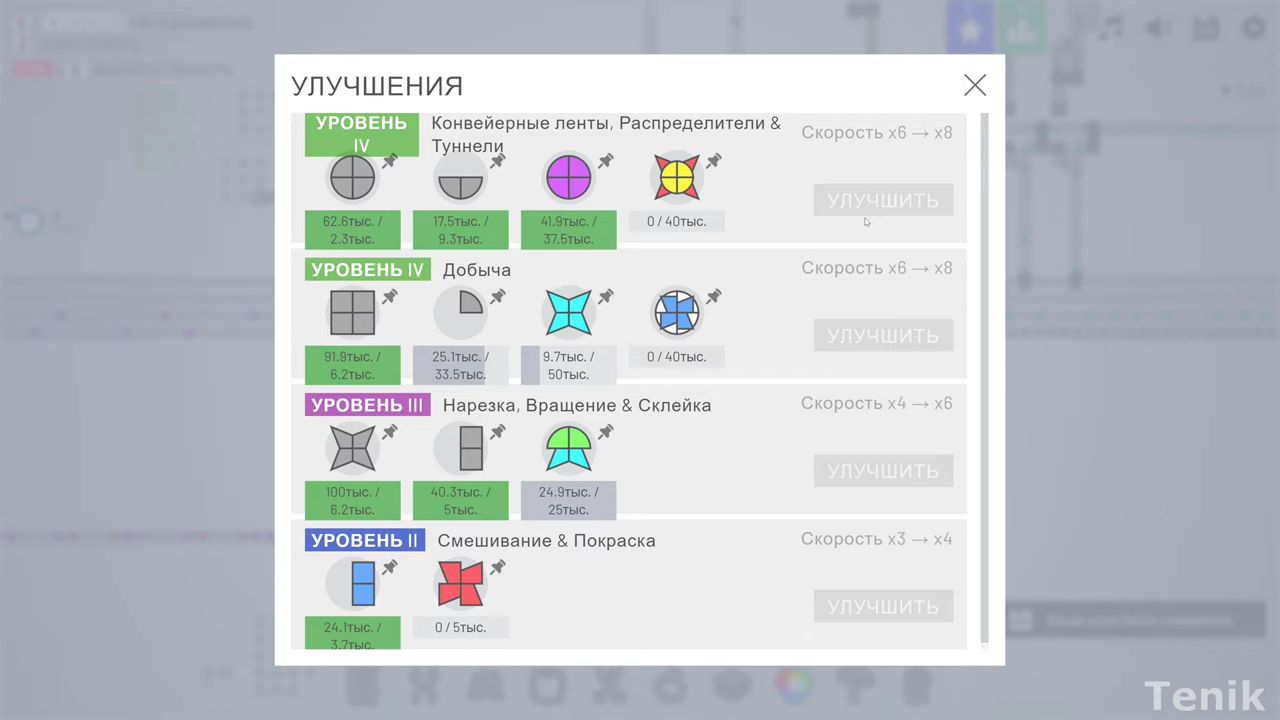 УЛУЧШЕНИЯ
УРОВЕНЬ
IV
Конвейерные ленты, Распределители &
Туннели
Скорость x6 → x8
62.6тыс. /
2.3тыс.
17.5тыс. /
9.3тыс.
41.9тыс. /
37.5тыс.
0 / 40тыс.
УЛУЧШИТЬ
УРОВЕНЬ IV
Добыча
Скорость x6 → x8
91.9тыс. /
6.2тыс.
25.1тыс. /
33.5тыс.
9.7тыс. /
50тыс.
0 / 40тыс.
УЛУЧШИТЬ
УРОВЕНЬ III
Нарезка, Вращение & Склейка
Скорость x4 → x6
100тыс. /
6.2тыс.
40.3тыс. /
5тыс.
24.9тыс. /
25тыс.
УЛУЧШИТЬ
УРОВЕНЬ II
Смешивание & Покраска
Скорость x3 → x4
24.1тыс. /
3.7тыс.
0 / 5тыс.
УЛУЧШИТЬ
Tenik